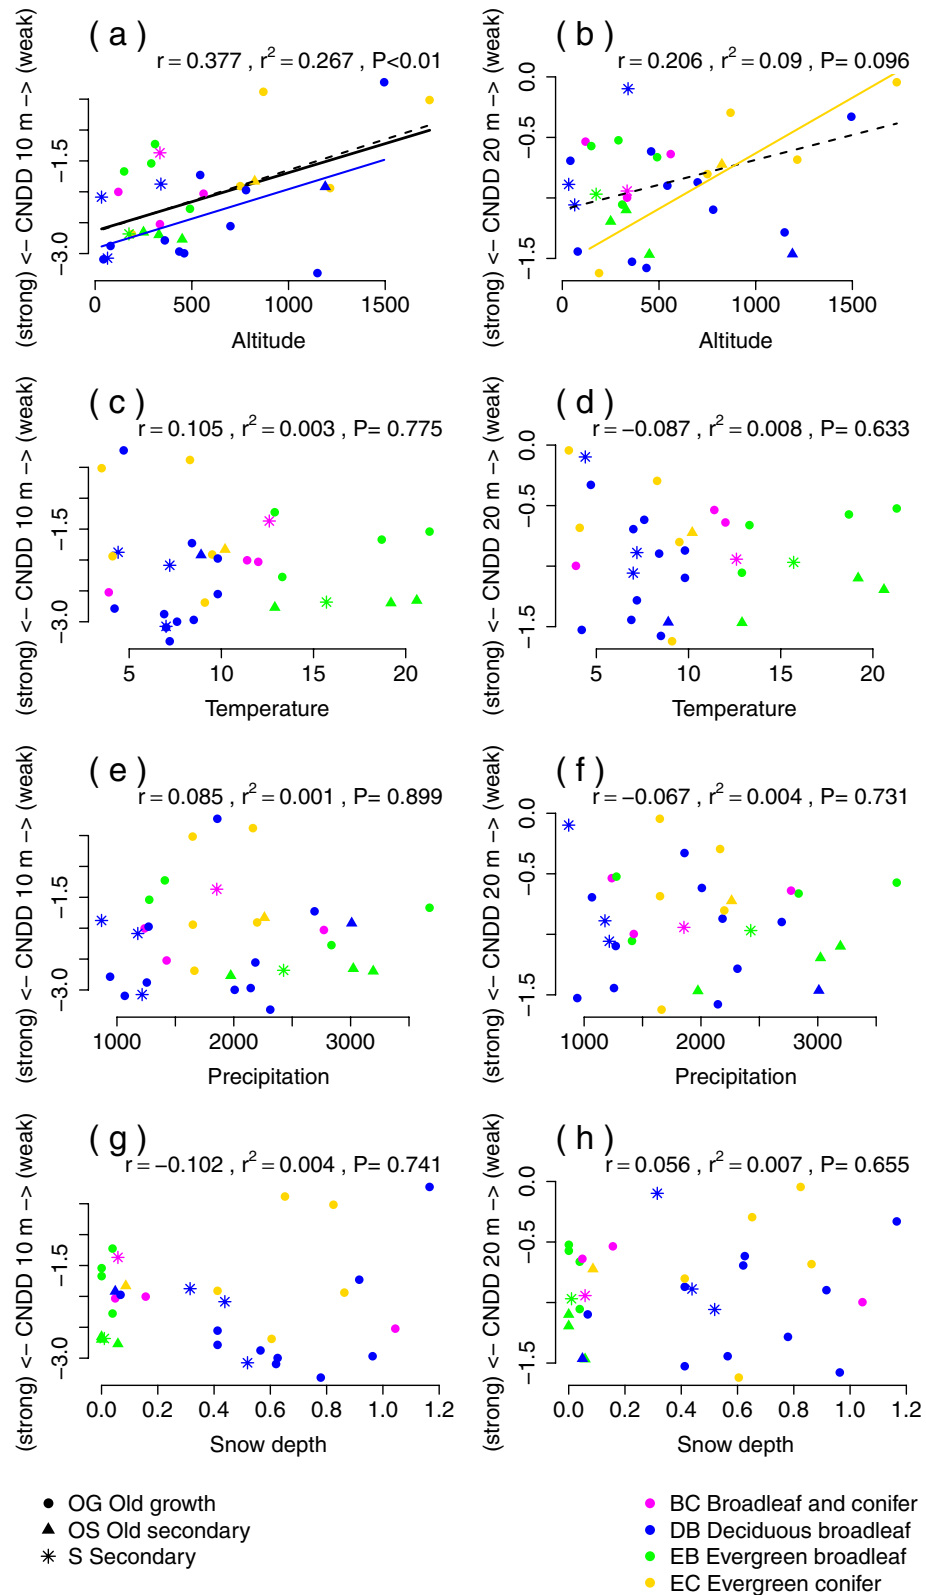 ( a )
r = 0.377 , r² = 0.267 , P<0.01
(strong) <− CNDD 10 m −> (weak)
−1.5
−3.0
0 500 1000 1500
Altitude
( b )
r = 0.206 , r² = 0.09 , P= 0.096
(strong) <− CNDD 20 m −> (weak)
0.0
−0.5
−1.5
0 500 1000 1500
Altitude
( c )
r = 0.105 , r² = 0.003 , P= 0.775
(strong) <− CNDD 10 m −> (weak)
−1.5
−3.0
5 10 15 20
Temperature
( d )
r = −0.087 , r² = 0.008 , P= 0.633
(strong) <− CNDD 20 m −> (weak)
0.0
−0.5
−1.5
5 10 15 20
Temperature
( e )
r = 0.085 , r² = 0.001 , P= 0.899
(strong) <− CNDD 10 m −> (weak)
−1.5
−3.0
1000 2000 3000
Precipitation
( f )
r = −0.067 , r² = 0.004 , P= 0.731
(strong) <− CNDD 20 m −> (weak)
0.0
−0.5
−1.5
1000 2000 3000
Precipitation
( g )
r = −0.102 , r² = 0.004 , P= 0.741
(strong) <− CNDD 10 m −> (weak)
−1.5
−3.0
0.0 0.2 0.4 0.6 0.8 1.0 1.2
Snow depth
( h )
r = 0.056 , r² = 0.007 , P= 0.655
(strong) <− CNDD 20 m −> (weak)
0.0
−0.5
−1.5
0.0 0.2 0.4 0.6 0.8 1.0 1.2
Snow depth
OG Old growth
OS Old secondary
S Secondary
BC Broadleaf and conifer
DB Deciduous broadleaf
EB Evergreen broadleaf
EC Evergreen conifer